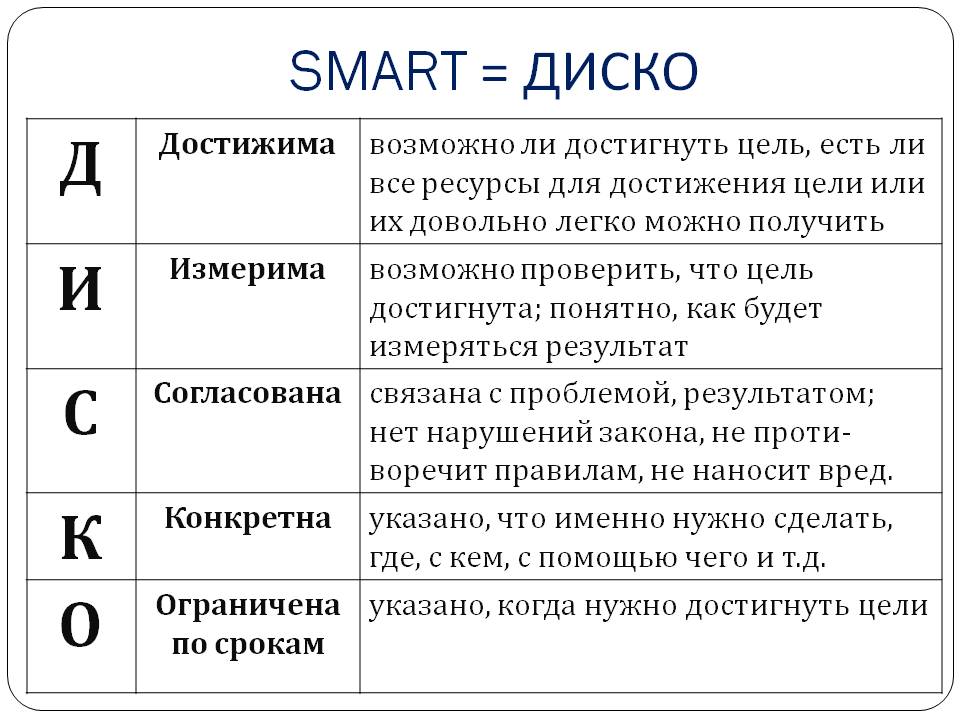 SMART = ДИСКО
Д
Достижима
возможно ли достигнуть цель, есть ли
все ресурсы для достижения цели или
их довольно легко можно получить
И
Измерима
возможно проверить, что цель
достигнута; понятно, как будет
измеряться результат
С
Согласована
связана с проблемой, результатом;
нет нарушений закона, не проти-
воречит правилам, не наносит вред.
К
Конкретна
указано, что именно нужно сделать,
где, с кем, с помощью чего и т.д.
О
Ограничена
по срокам
указано, когда нужно достигнуть цели